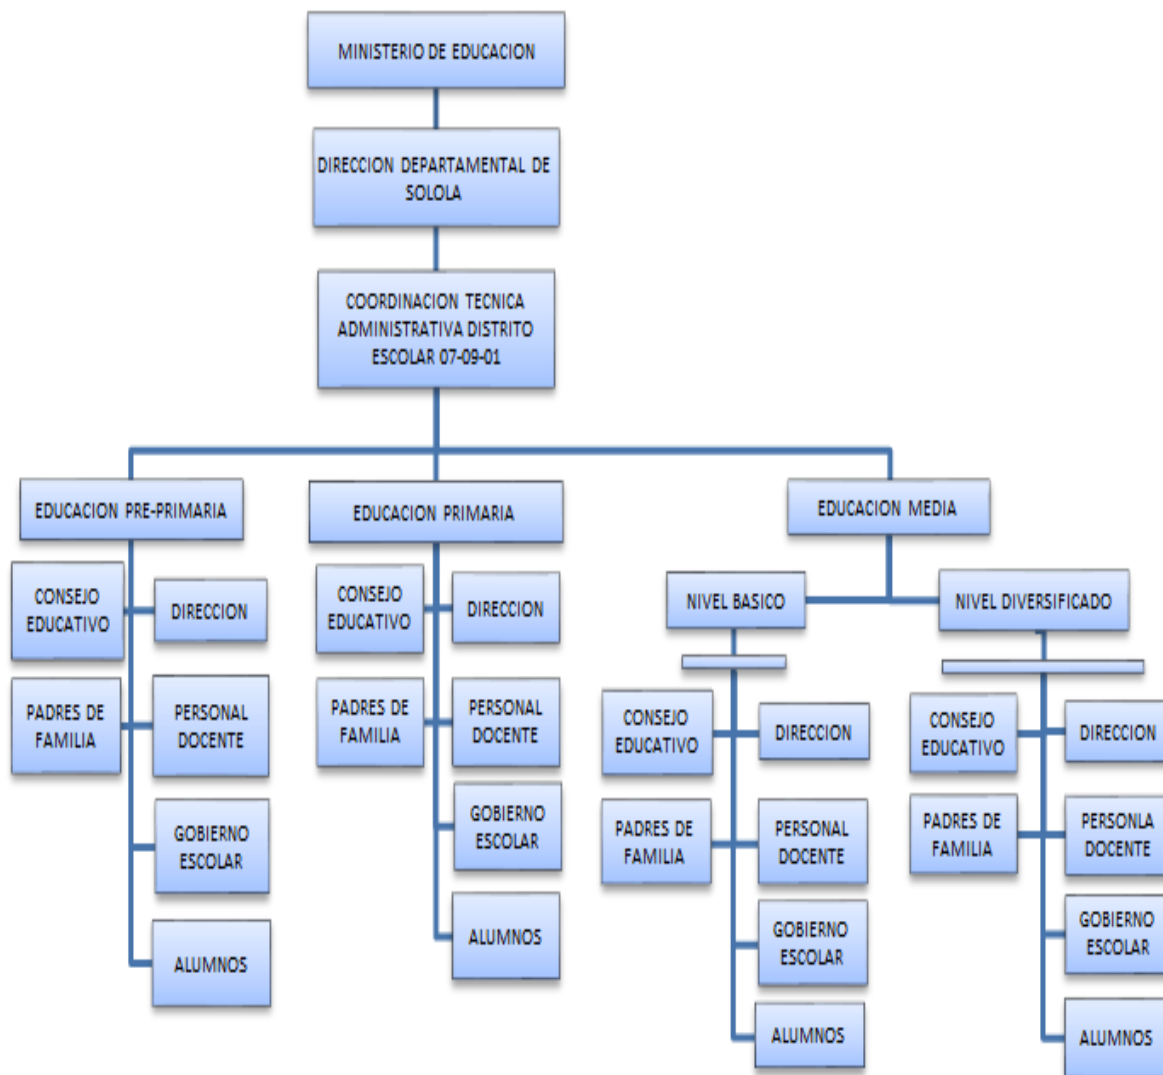 MINISTERIO DE EDUCACION
DIRECCION DEPARTAMENTAL DE
SOLOLA
COORDINACION TECNICA
ADMINISTRATIVA DISTRITO
ESCOLAR 07-09-01
EDUCACION PRE-PRIMARIA
EDUCACION PRIMARIA
EDUCACION MEDIA
CONSEJO
EDUCATIVO
DIRECCION
PADRES DE
FAMILIA
PERSONAL
DOCENTE
GOBIERNO
ESCOLAR
ALUMNOS
CONSEJO
EDUCATIVO
DIRECCION
PADRES DE
FAMILIA
PERSONAL
DOCENTE
GOBIERNO
ESCOLAR
ALUMNOS
NIVEL BASICO
NIVEL DIVERSIFICADO
CONSEJO
EDUCATIVO
DIRECCION
PADRES DE
FAMILIA
PERSONAL
DOCENTE
GOBIERNO
ESCOLAR
ALUMNOS
CONSEJO
EDUCATIVO
DIRECCION
PADRES DE
FAMILIA
PERSONLA
DOCENTE
GOBIERNO
ESCOLAR
ALUMNOS